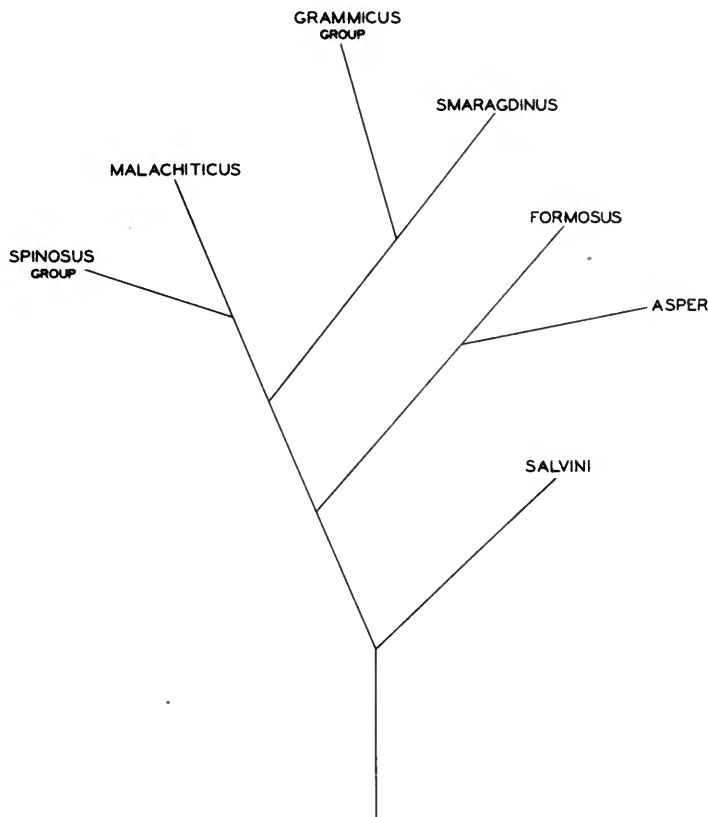 GRAMMICUS
GROUP
SMARAGDINUS
MALACHITICUS
FORMOSUS
SPINOSUS
GROUP
ASPER
SALVINI